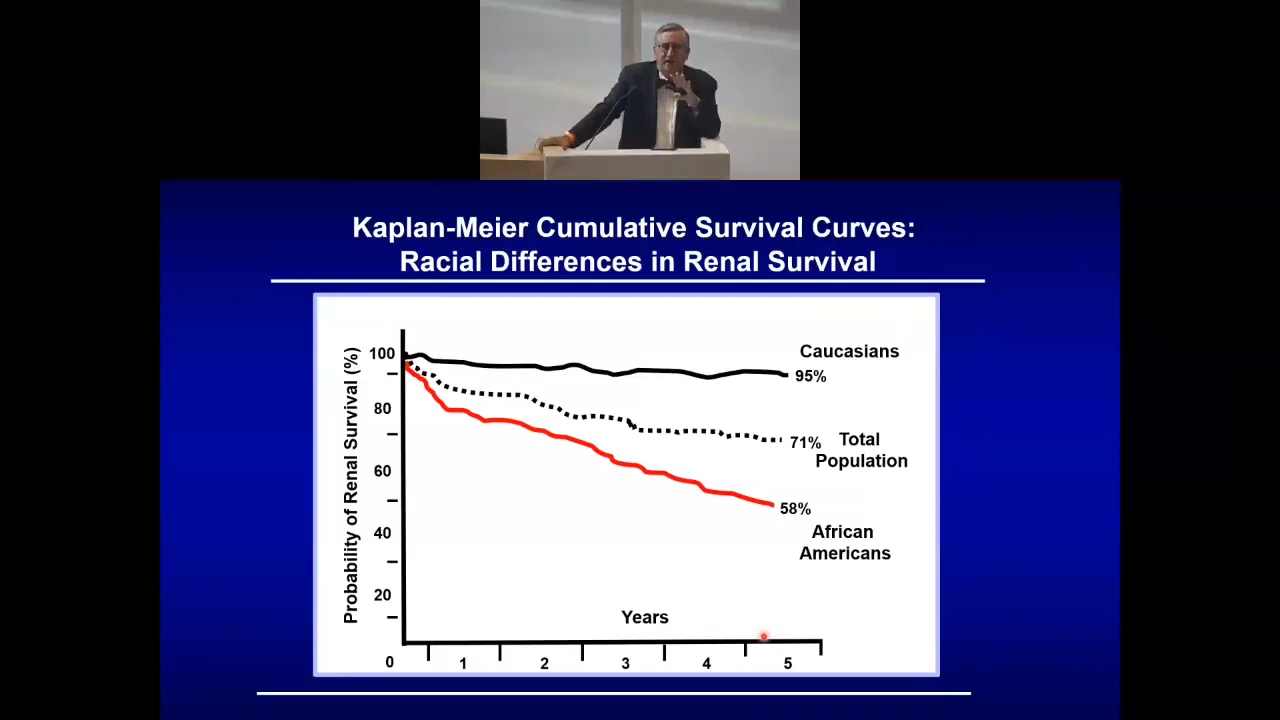 Kaplan-Meier Cumulative Survival Curves:
Racial Differences in Renal Survival
Probability of Renal Survival (%)
100
80
60
40
20
0
Caucasians
95%
71%
Total
Population
58%
African
Americans
Years
1
2
3
4
5